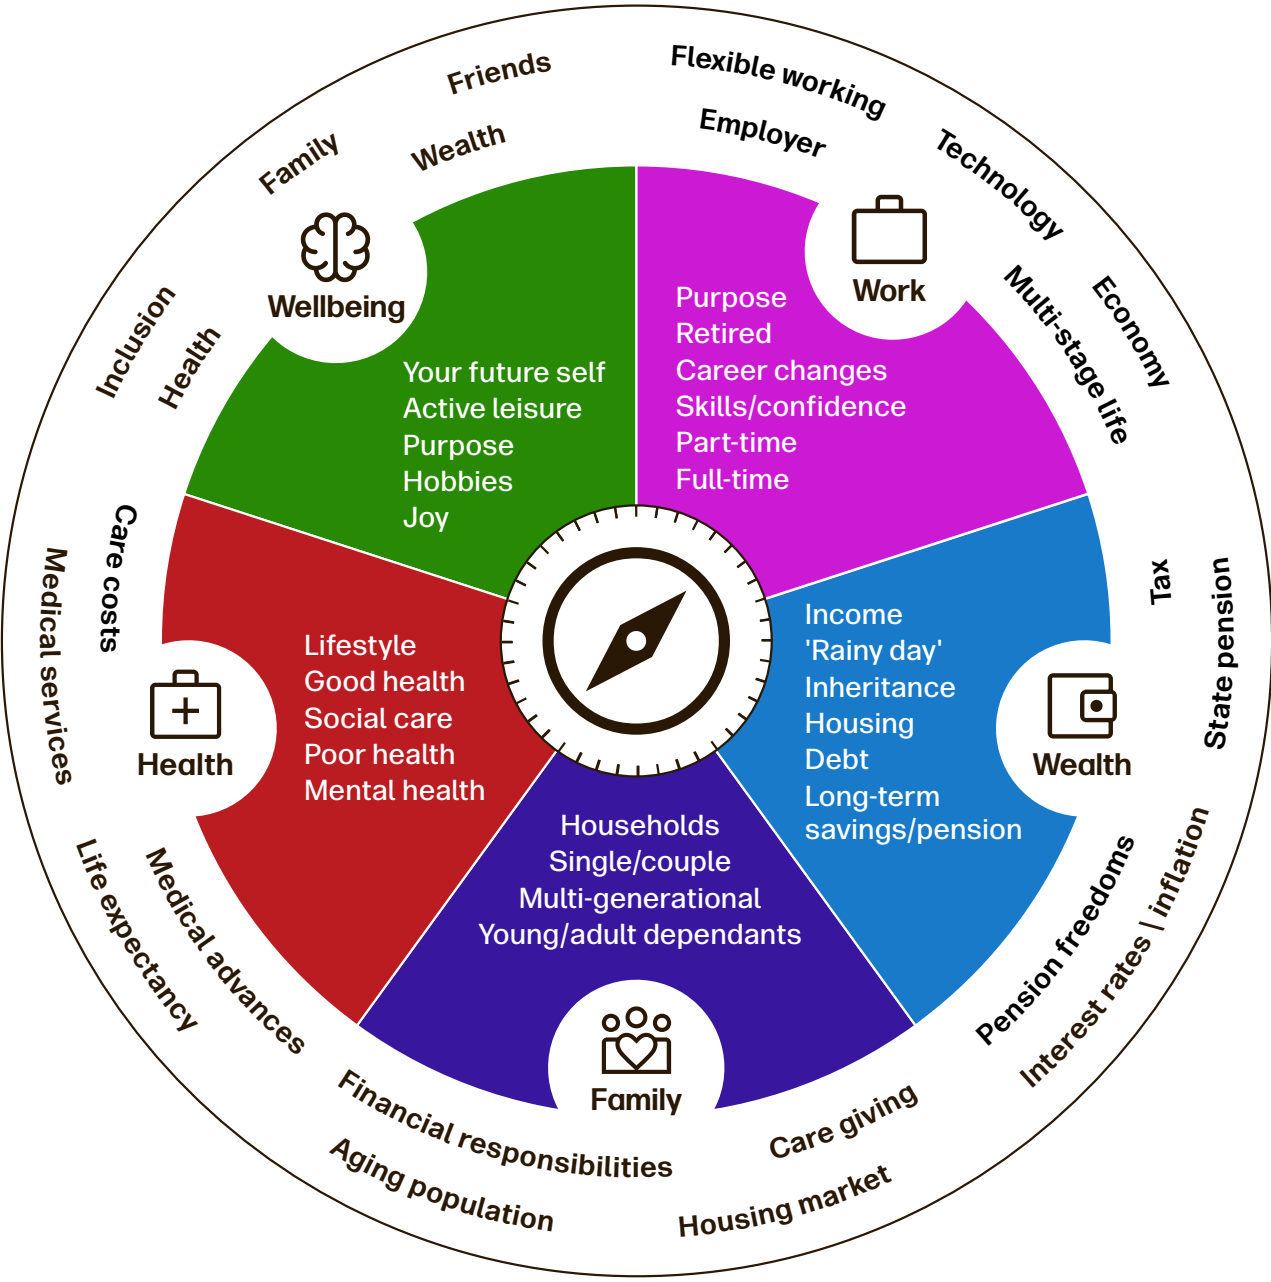 Friends
Wealth
Family
Inclusion
Health
Wellbeing
Your future self
Active leisure
Purpose
Hobbies
Joy
Flexible working
Employer
Technology
Economy
Multi-stage life
Work
Purpose
Retired
Career changes
Skills/confidence
Part-time
Full-time
Tax
State pension
Pension freedoms
Interest rates | inflation
Wealth
Income
'Rainy day'
Inheritance
Housing
Debt
Long-term
savings/pension
Households
Single/couple
Multi-generational
Young/adult dependants
Family
Care giving
Housing market
Financial responsibilities
Aging population
Lifestyle
Good health
Social care
Poor health
Mental health
Health
Care costs
Medical services
Medical advances
Life expectancy